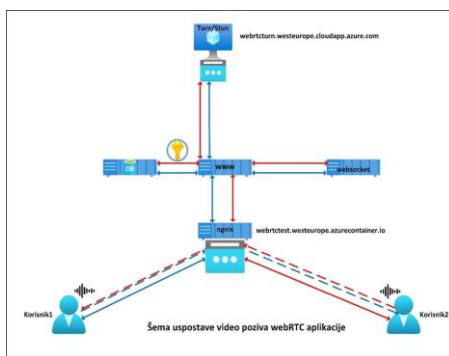 Turn/Stun
webrtcturn.westeurope.cloudapp.azure.com
DB
www
websocket
ngnix
webrtctest.westeurope.azurecontainer.io
Korisnik1
Korisnik2
Šema uspostave video poziva webRTC aplikacije